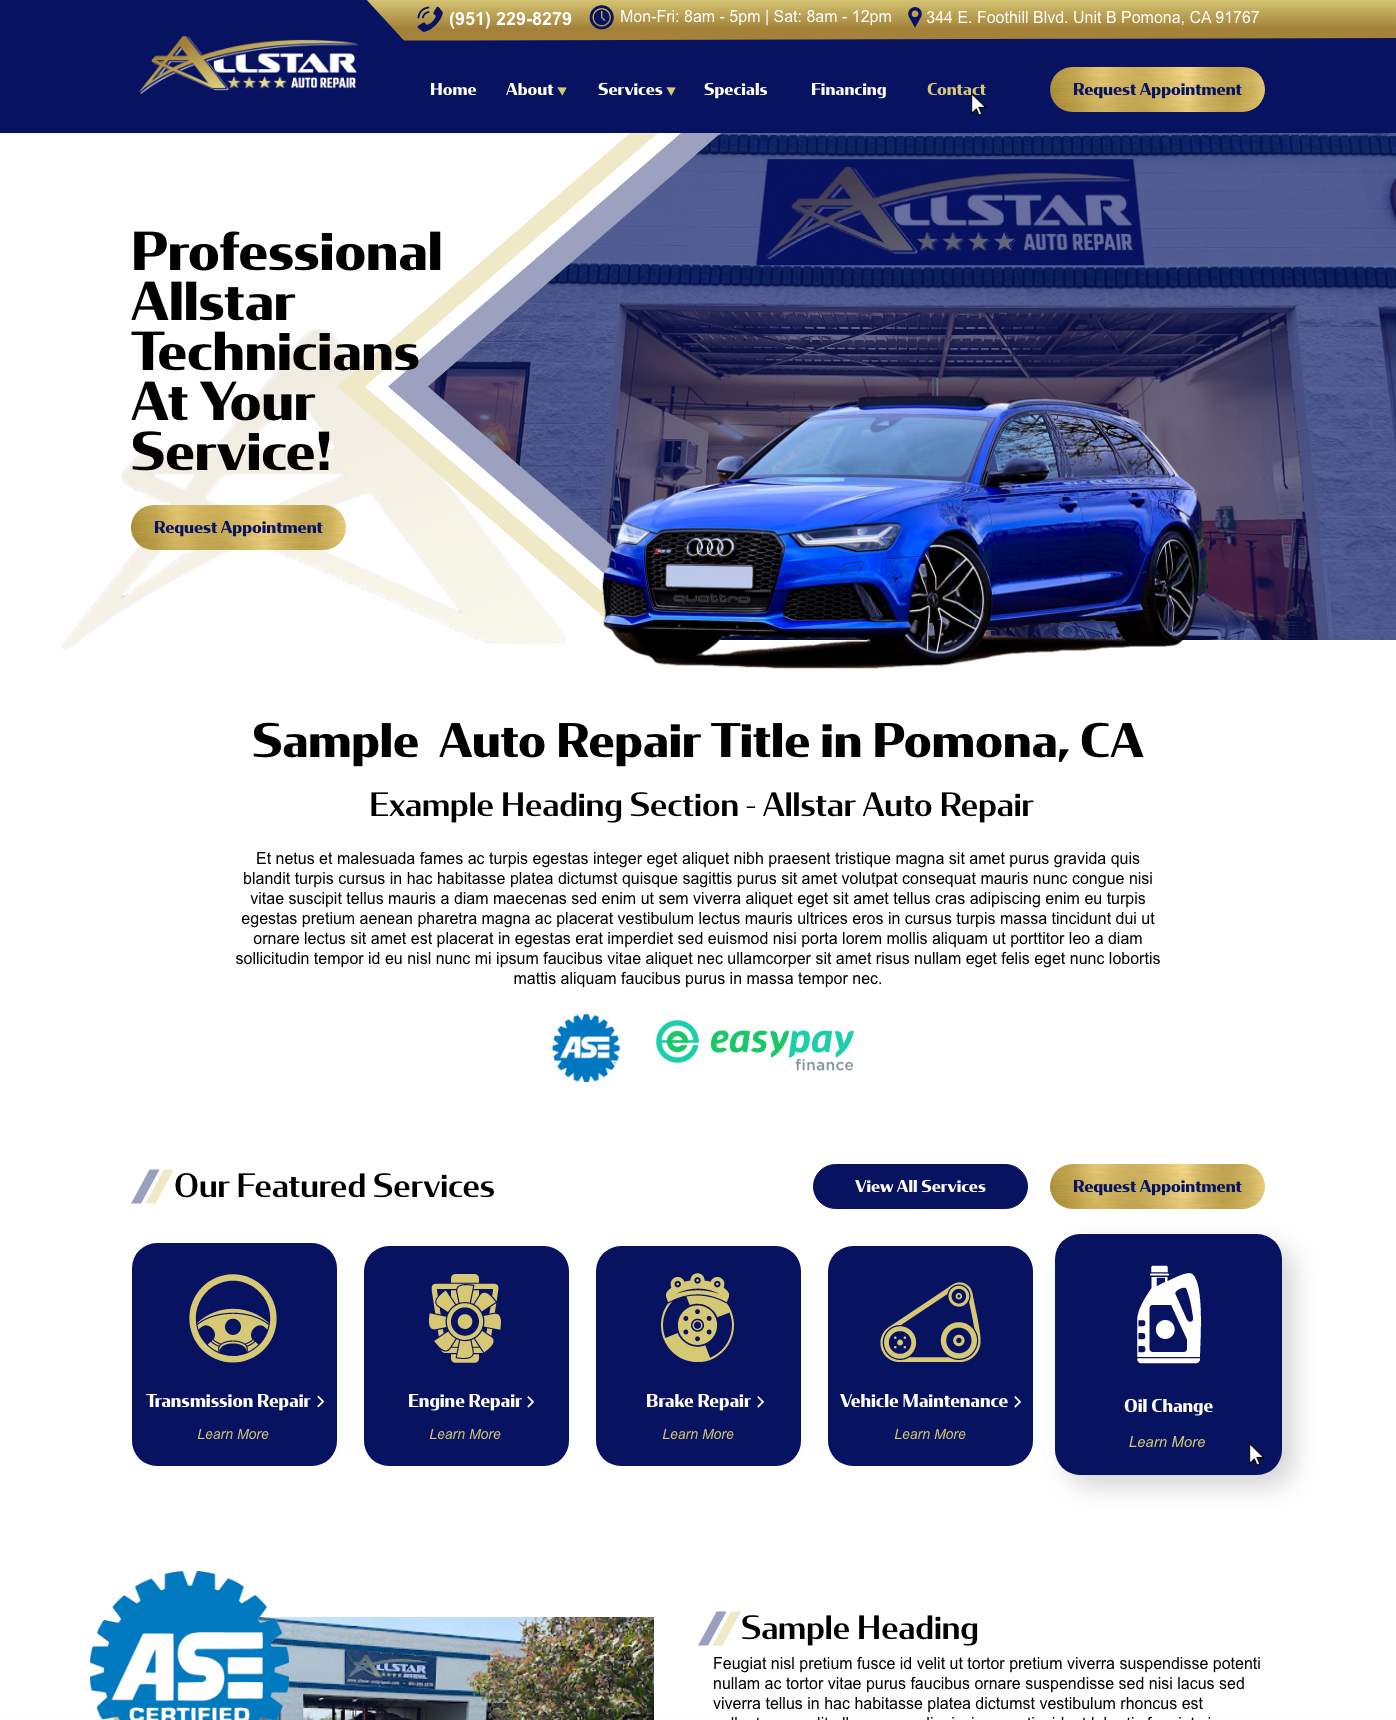 (951) 229-8279
Mon-Fri: 8am - 5pm | Sat: 8am - 12pm
344 E. Foothill Blvd. Unit B Pomona, CA 91767
ALLSTAR
AUTO REPAIR
Home
About
Services
Specials
Financing
Contact
Request Appointment
ALLSTAR
AUTO REPAIR
Professional
Allstar
Technicians
At Your
Service!
Request Appointment
quattro
Sample Auto Repair Title in Pomona, CA
Example Heading Section - Allstar Auto Repair
Et netus et malesuada fames ac turpis egestas integer eget aliquet nibh praesent tristique magna sit amet purus gravida quis
blandit turpis cursus in hac habitasse platea dictumst quisque sagittis purus sit amet volutpat consequat mauris nunc congue nisi
vitae suscipit tellus mauris a diam maecenas sed enim ut sem viverra aliquet eget sit amet tellus cras adipiscing enim eu turpis
egestas pretium aenean pharetra magna ac placerat vestibulum lectus mauris ultrices eros in cursus turpis massa tincidunt dui ut
ornare lectus sit amet est placerat in egestas erat imperdiet sed euismod nisi porta lorem mollis aliquam ut porttitor leo a diam
sollicitudin tempor id eu nisl nunc mi ipsum faucibus vitae aliquet nec ullamcorper sit amet risus nullam eget felis eget nunc lobortis
mattis aliquam faucibus purus in massa tempor nec.
ASE
easypay
finance
Our Featured Services
View All Services
Request Appointment
Transmission Repair
Learn More
Engine Repair
Learn More
Brake Repair
Learn More
Vehicle Maintenance
Learn More
Oil Change
Learn More
ASE
CERTIFIED
ALLSTAR
Sample Heading
Feugiat nisl pretium fusce id velit ut tortor pretium viverra suspendisse potenti
nullam ac tortor vitae purus faucibus ornare suspendisse sed nisi lacus sed
viverra tellus in hac habitasse platea dictumst vestibulum rhoncus est